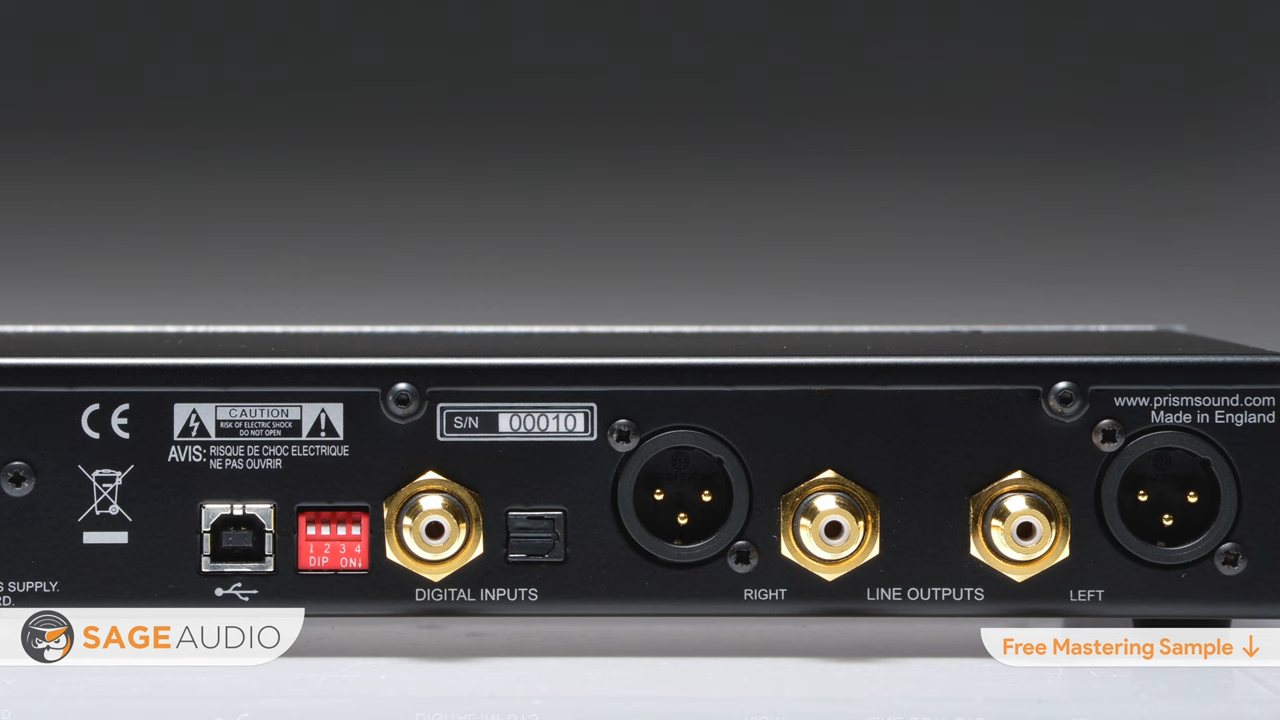 www.prismsound.com
Made in England
CE
CAUTION
RISK OF ELECTRIC SHOCK
DO NOT OPEN
AVIS: RISQUE DE CHOC ELECTRIQUE
NE PAS OUVRIR
S/N 00010
1 2 3 4
DIP ON↓
S SUPPLY.
RD.
DIGITAL INPUTS
RIGHT
LINE OUTPUTS
LEFT
SAGE AUDIO
Free Mastering Sample ↓